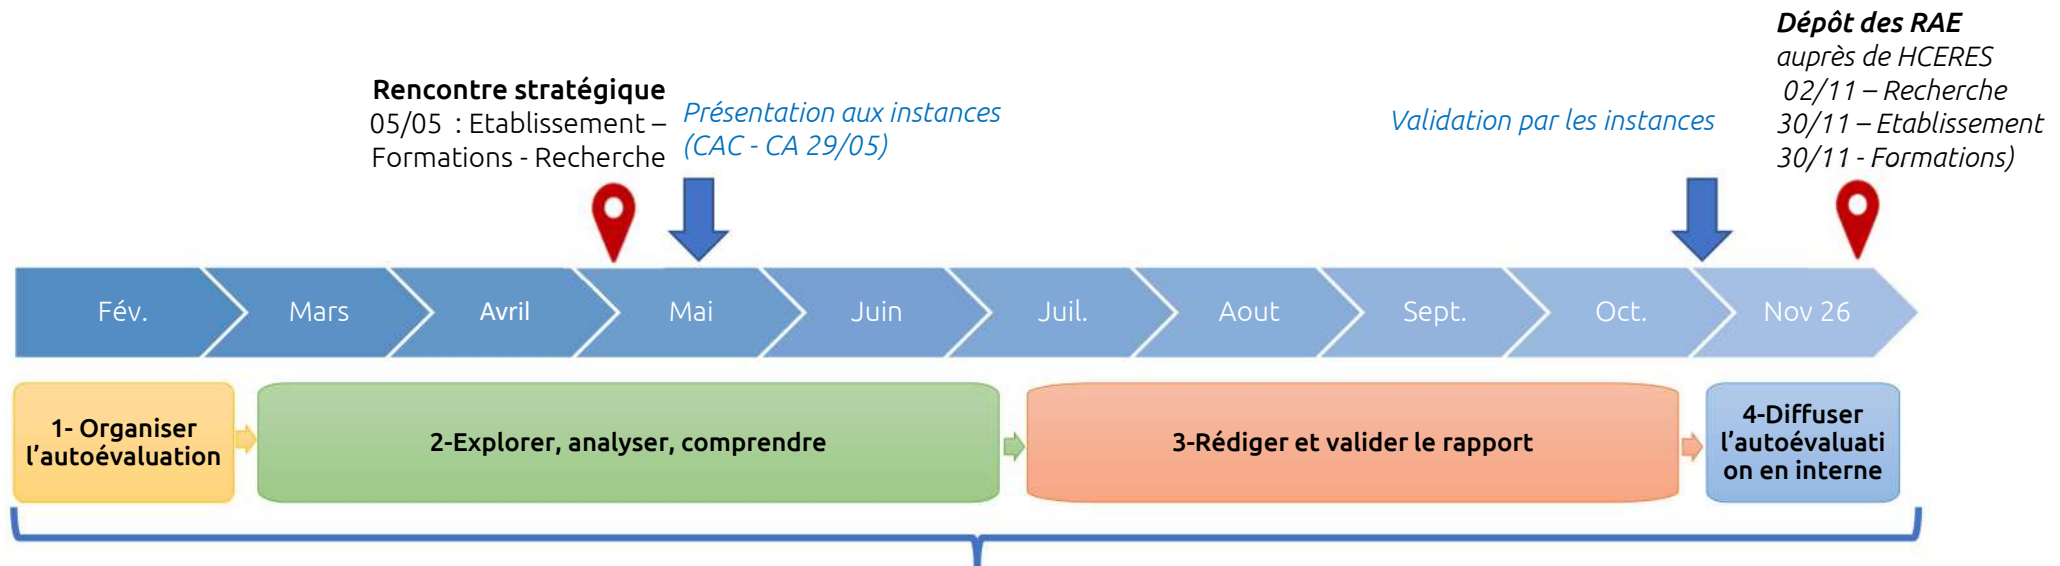 Dépôt des RAE
auprès de HCERES
02/11 – Recherche
30/11 – Etablissement
30/11 - Formations)
Rencontre stratégique
05/05 : Etablissement –
Formations - Recherche
Présentation aux instances
(CAC - CA 29/05)
Validation par les instances
Fév.
Mars
Avril
Mai
Juin
Juil.
Aout
Sept.
Oct.
Nov 26
1- Organiser
l'autoévaluation
2-Explorer, analyser, comprendre
3-Rédiger et valider le rapport
4-Diffuser
l'autoévaluati
on en interne